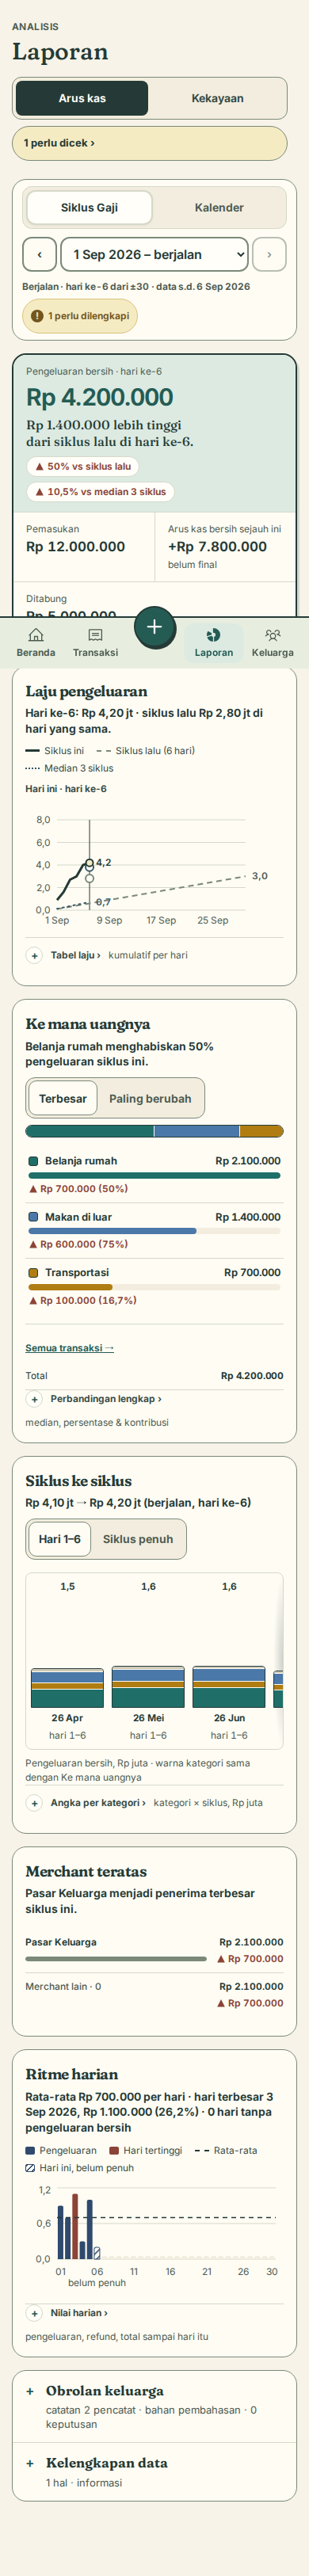 ANALISIS
Laporan
Arus kas
Kekayaan
1 perlu dicek ›
Siklus Gaji
Kalender
‹
1 Sep 2026 – berjalan
›
Berjalan · hari ke-6 dari ±30 · data s.d. 6 Sep 2026
! 1 perlu dilengkapi
Pengeluaran bersih · hari ke-6
Rp 4.200.000
Rp 1.400.000 lebih tinggi
dari siklus lalu di hari ke-6.
▲ 50% vs siklus lalu
▲ 10,5% vs median 3 siklus
Pemasukan
Rp 12.000.000
Arus kas bersih sejauh ini
+Rp 7.800.000
belum final
Ditabung
Rp 5.000.000
+
Beranda
Transaksi
Laporan
Keluarga
Laju pengeluaran
Hari ke-6: Rp 4,20 jt · siklus lalu Rp 2,80 jt di
hari yang sama.
Siklus ini
Siklus lalu (6 hari)
Median 3 siklus
Hari ini · hari ke-6
8,0
6,0
4,0
2,0
0,0
4,2
0,7
3,0
1 Sep
9 Sep
17 Sep
25 Sep
+ Tabel laju › kumulatif per hari
Ke mana uangnya
Belanja rumah menghabiskan 50%
pengeluaran siklus ini.
Terbesar
Paling berubah
Belanja rumah Rp 2.100.000
▲ Rp 700.000 (50%)
Makan di luar Rp 1.400.000
▲ Rp 600.000 (75%)
Transportasi Rp 700.000
▲ Rp 100.000 (16,7%)
Semua transaksi →
Total Rp 4.200.000
+ Perbandingan lengkap ›
median, persentase & kontribusi
Siklus ke siklus
Rp 4,10 jt → Rp 4,20 jt (berjalan, hari ke-6)
Hari 1–6
Siklus penuh
1,5
1,6
1,6
26 Apr
26 Mei
26 Jun
hari 1–6
hari 1–6
hari 1–6
Pengeluaran bersih, Rp juta · warna kategori sama
dengan Ke mana uangnya
+ Angka per kategori › kategori × siklus, Rp juta
Merchant teratas
Pasar Keluarga menjadi penerima terbesar
siklus ini.
Pasar Keluarga Rp 2.100.000
▲ Rp 700.000
Merchant lain · 0 Rp 2.100.000
▲ Rp 700.000
Ritme harian
Rata-rata Rp 700.000 per hari · hari terbesar 3
Sep 2026, Rp 1.100.000 (26,2%) · 0 hari tanpa
pengeluaran bersih
Pengeluaran
Hari tertinggi
Rata-rata
Hari ini, belum penuh
1,2
0,6
0,0
01
06
11
16
21
26
30
belum penuh
+ Nilai harian ›
pengeluaran, refund, total sampai hari itu
+ Obrolan keluarga
catatan 2 pencatat · bahan pembahasan · 0
keputusan
+ Kelengkapan data
1 hal · informasi